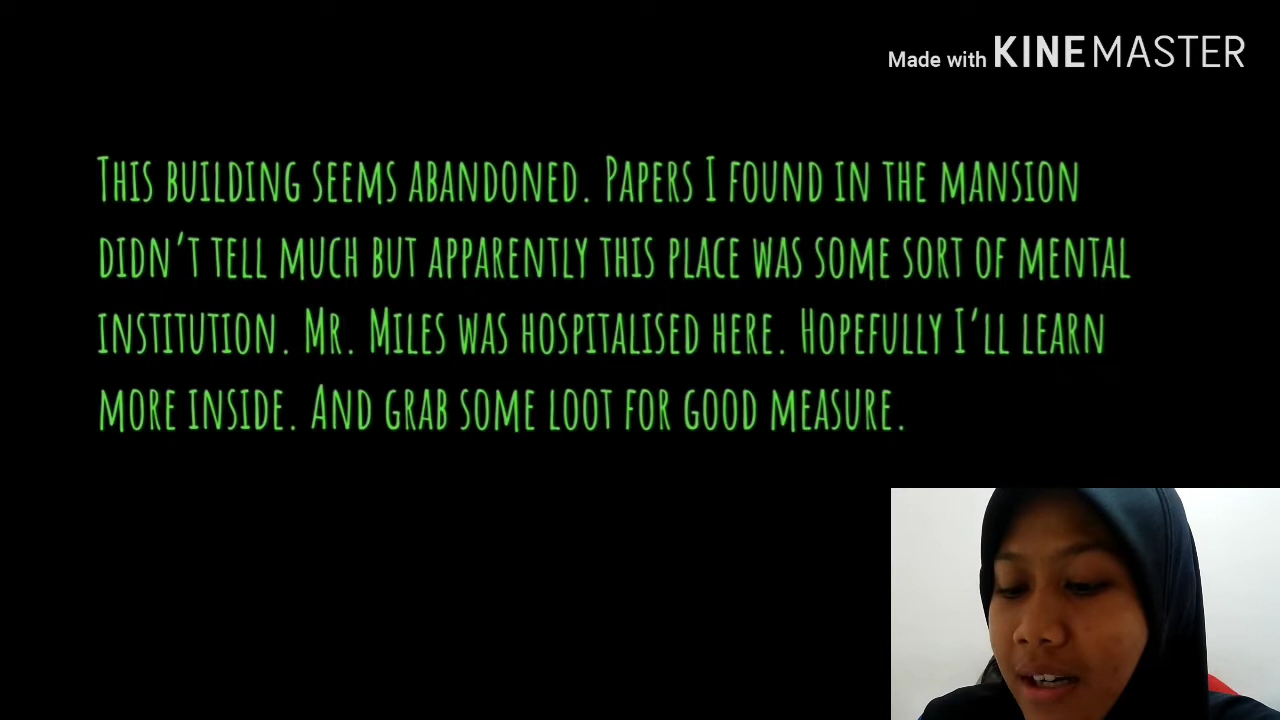 Made with KINEMASTER
THIS BUILDING SEEMS ABANDONED. PAPERS I FOUND IN THE MANSION
DIDN'T TELL MUCH BUT APPARENTLY THIS PLACE WAS SOME SORT OF MENTAL
INSTITUTION. MR. MILES WAS HOSPITALISED HERE. HOPEFULLY I'LL LEARN
MORE INSIDE. AND GRAB SOME LOOT FOR GOOD MEASURE.